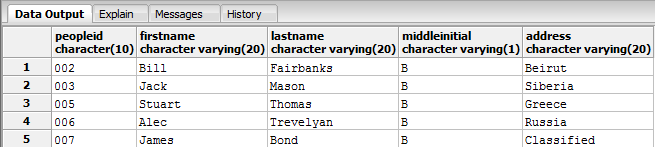 Data Output Explain Messages History
peopleid firstname lastname middleinitial address
character(10) character varying(20) character varying(20) character varying(1) character varying(20)
1 002 Bill Fairbanks B Beirut
2 003 Jack Mason B Siberia
3 005 Stuart Thomas B Greece
4 006 Alec Trevelyan B Russia
5 007 James Bond B Classified